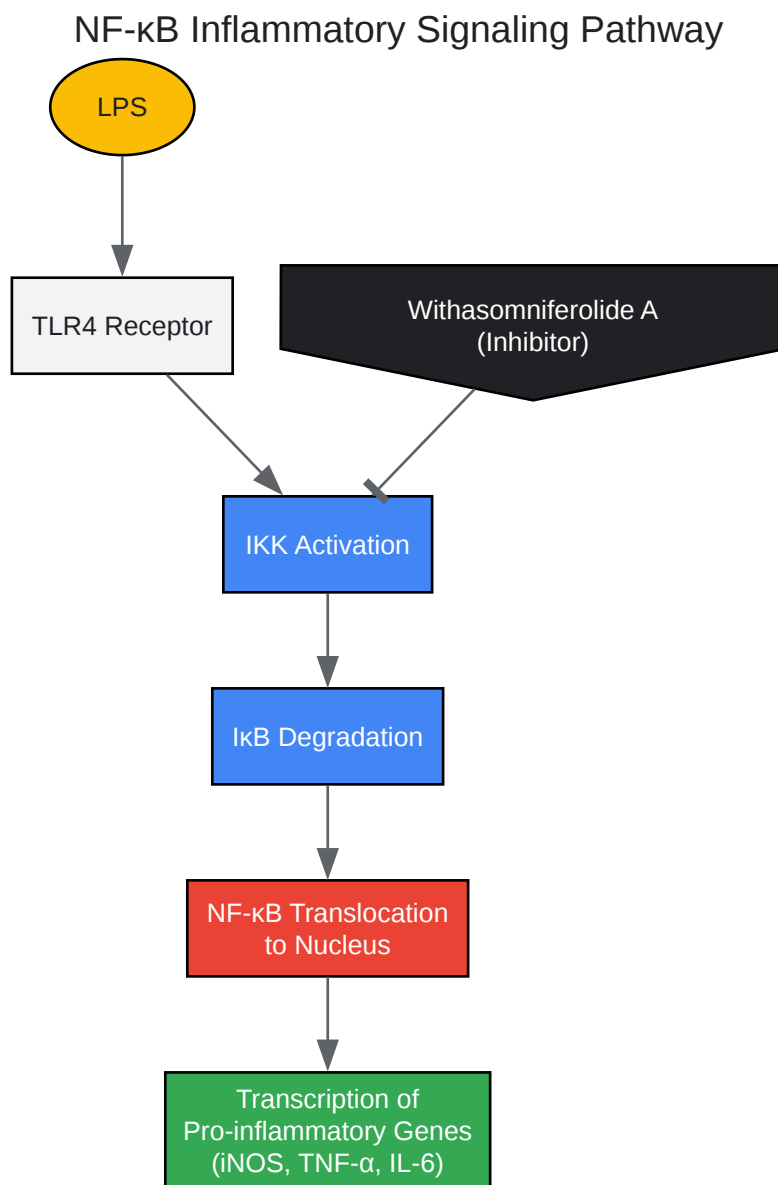 NF-κB Inflammatory Signaling Pathway
LPS
TLR4 Receptor
Withasomniferolide A
(Inhibitor)
IKK Activation
IκB Degradation
NF-κB Translocation
to Nucleus
Transcription of
Pro-inflammatory Genes
(iNOS, TNF-α, IL-6)